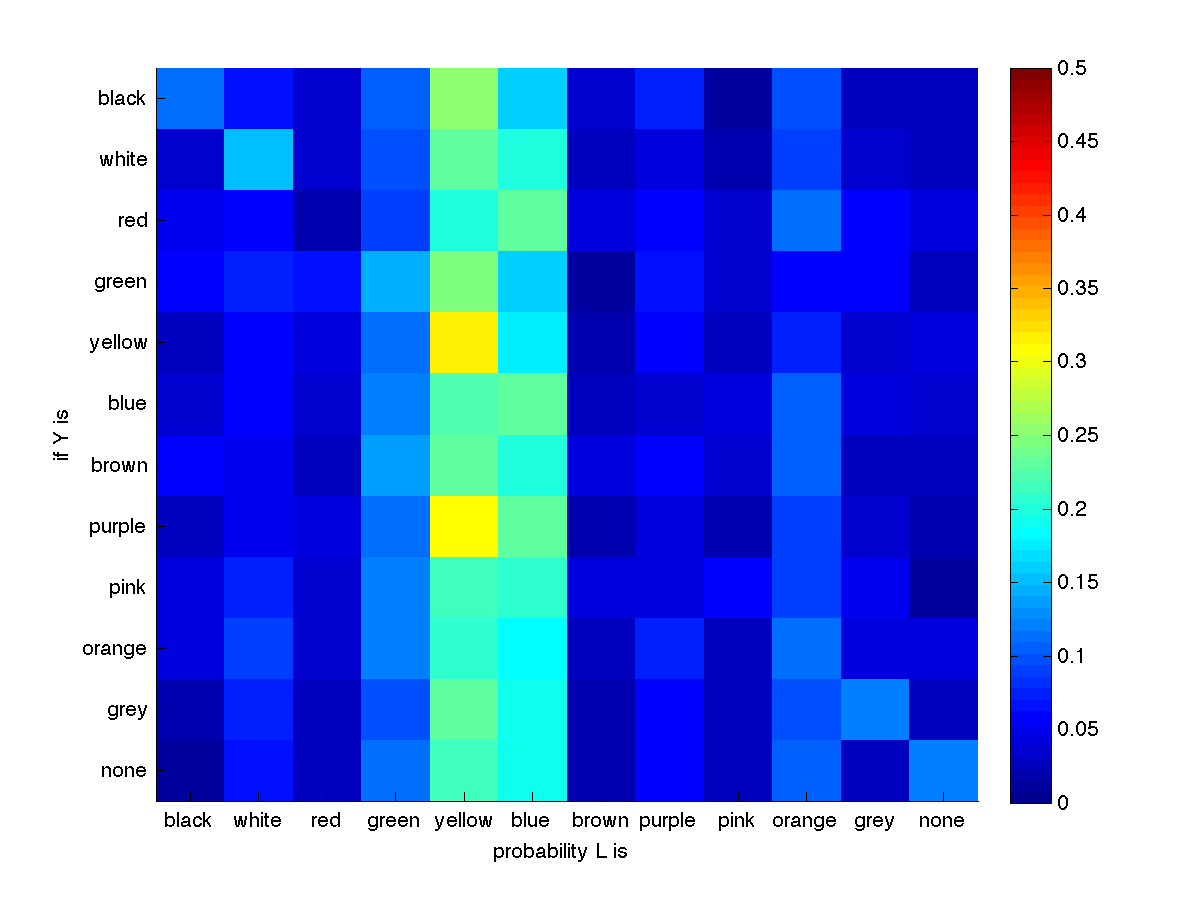 black
white
red
green
yellow
blue
brown
purple
pink
orange
grey
none
if Y is
black white red green yellow blue brown purple pink orange grey none
probability L is
0.5
0.45
0.4
0.35
0.3
0.25
0.2
0.15
0.1
0.05
0